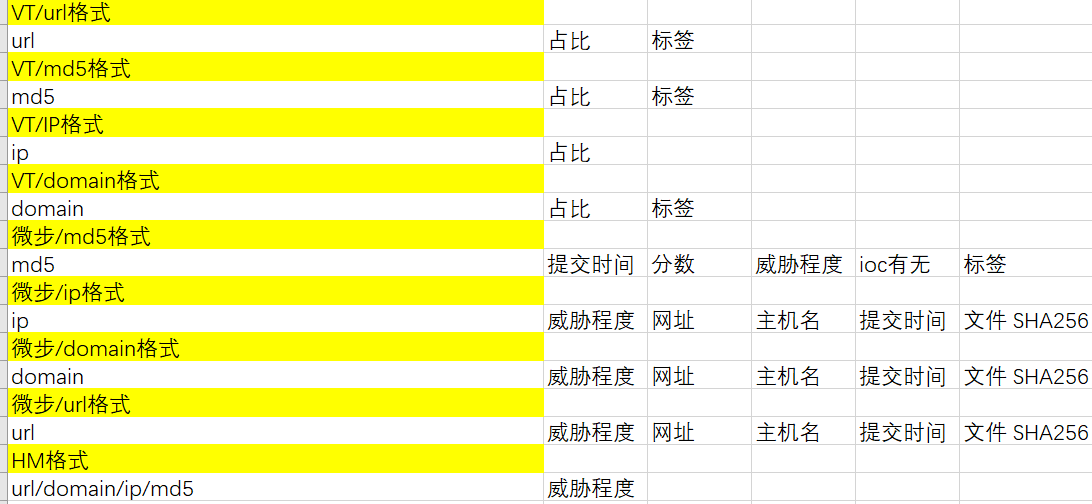 VT/url格式
url 占比 标签
VT/md5格式
md5 占比 标签
VT/IP格式
ip 占比
VT/domain格式
domain 占比 标签
微步/md5格式
md5 提交时间 分数 威胁程度 ioc有无 标签
微步/ip格式
ip 威胁程度 网址 主机名 提交时间 文件 SHA256
微步/domain格式
domain 威胁程度 网址 主机名 提交时间 文件 SHA256
微步/url格式
url 威胁程度 网址 主机名 提交时间 文件 SHA256
HM格式
url/domain/ip/md5 威胁程度